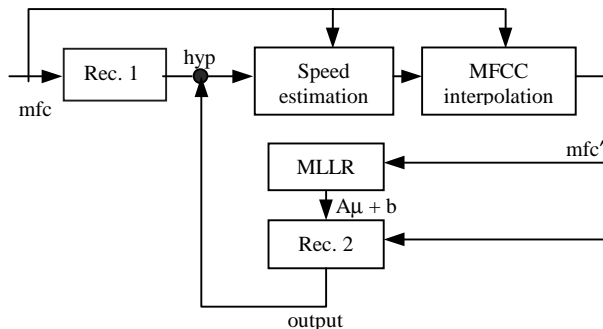 hyp
Rec. 1
mfc
Speed
estimation
MFCC
interpolation
mfc′
MLLR
Aμ + b
Rec. 2
output